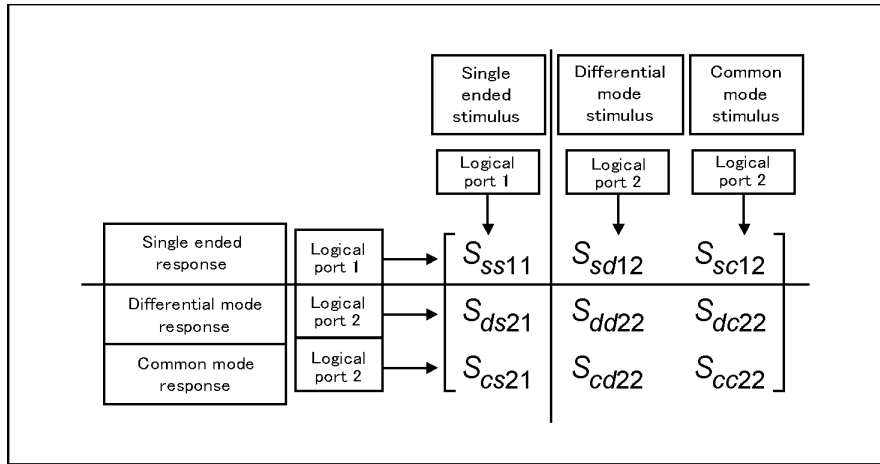 Single
ended
stimulus
Differential
mode
stimulus
Common
mode
stimulus
Logical
port 1
Logical
port 2
Logical
port 2
Single ended
response
Logical
port 1
Sss11 Ssd12 Ssc12
Differential mode
response
Logical
port 2
Sds21 Sdd22 Sdc22
Common mode
response
Logical
port 2
Scs21 Scd22 Scc22